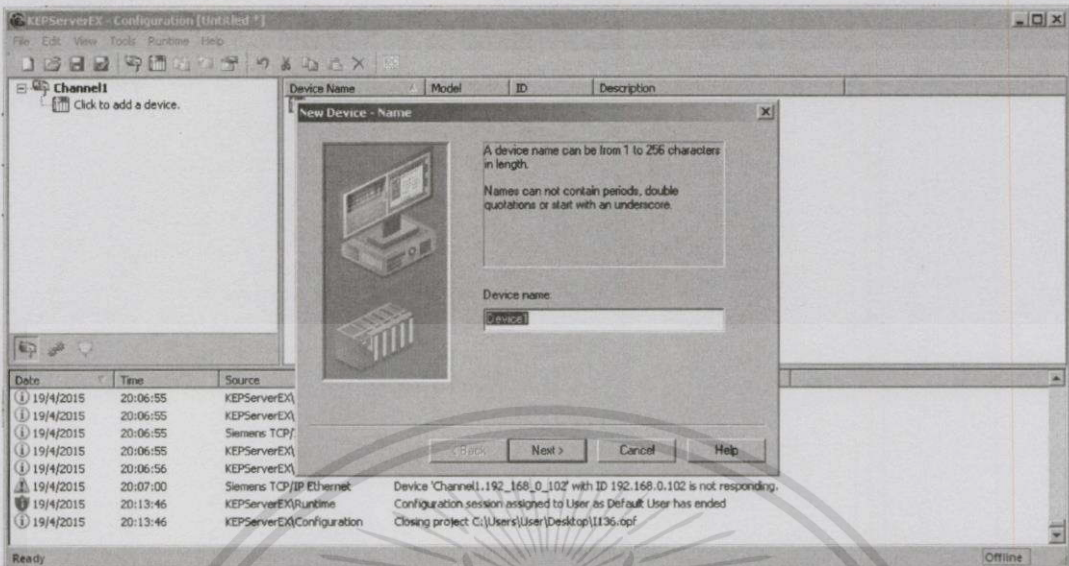 KEPServerEX - Configuration [Untitled *]
File Edit View Tools Runtime Help
Channel1
Click to add a device.
Device Name Model ID Description
New Device - Name
A device name can be from 1 to 256 characters
in length.
Names can not contain periods, double
quotations or start with an underscore.
Device name:
Device1
< Back Next > Cancel Help
Date Time Source
19/4/2015 20:06:55 KEPServerEX\
19/4/2015 20:06:55 KEPServerEX\
19/4/2015 20:06:55 Siemens TCP/
19/4/2015 20:06:55 KEPServerEX\
19/4/2015 20:06:56 KEPServerEX\
19/4/2015 20:07:00 Siemens TCP/IP Ethernet Device 'Channel1.192_168_0_102' with ID 192.168.0.102 is not responding.
19/4/2015 20:13:46 KEPServerEX\Runtime Configuration session assigned to User as Default User has ended
19/4/2015 20:13:46 KEPServerEX\Configuration Closing project C:\Users\User\Desktop\I136.opf
Ready Offline